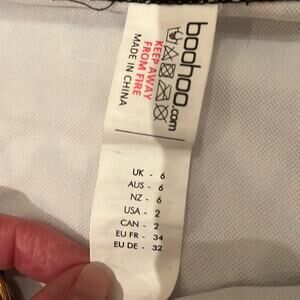 boohoo.com
KEEP AWAY
FROM FIRE
MADE IN CHINA
UK - 6
AUS - 6
NZ - 6
USA - 2
CAN - 2
EU FR - 34
EU DE - 32